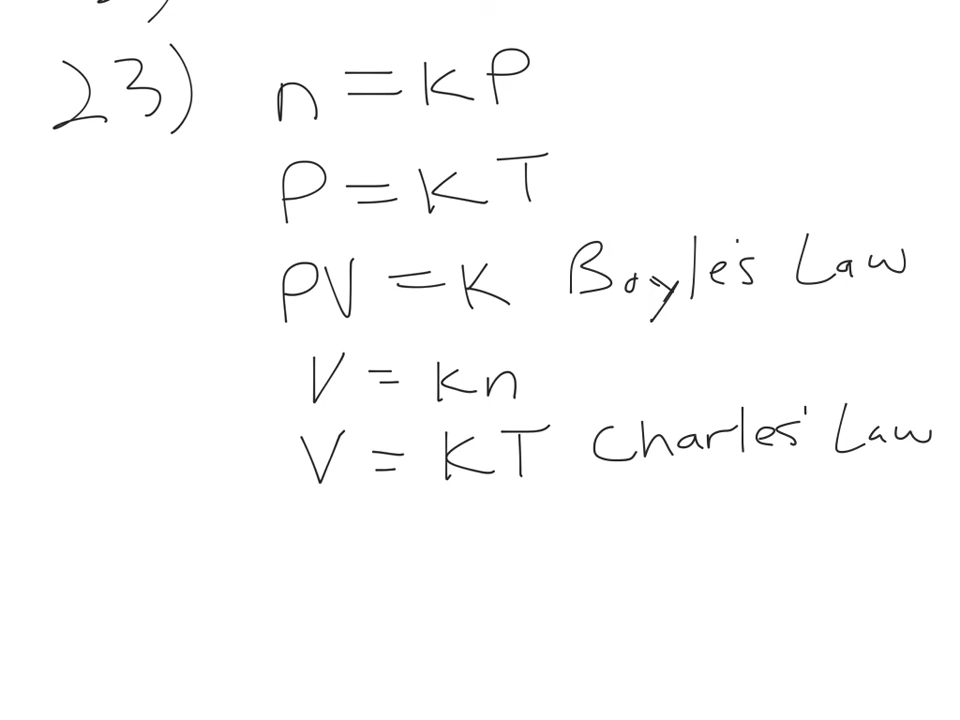 23) n = KP
P = KT
PV = K Boyle's Law
V = Kn
V = KT Charles' Law